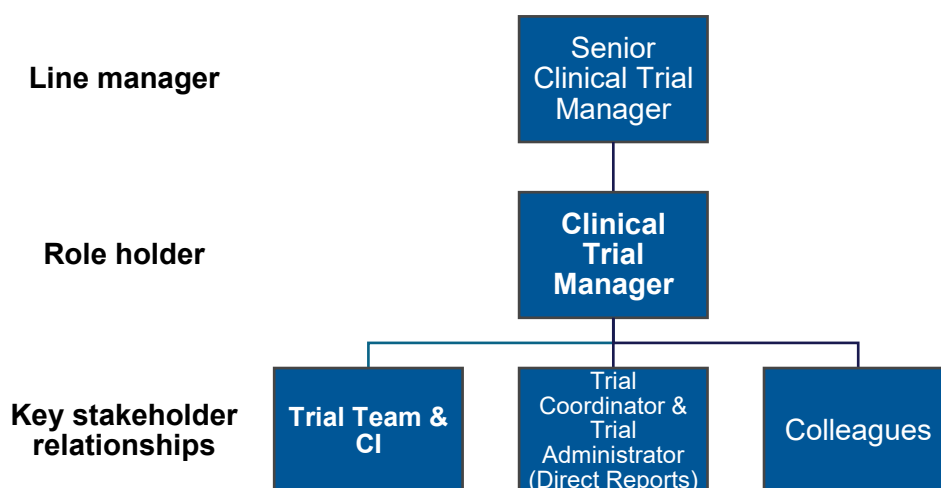 Line manager
Senior
Clinical Trial
Manager
Role holder
Clinical
Trial
Manager
Key stakeholder
relationships
Trial Team &
CI
Trial
Coordinator &
Trial
Administrator
(Direct Reports)
Colleagues